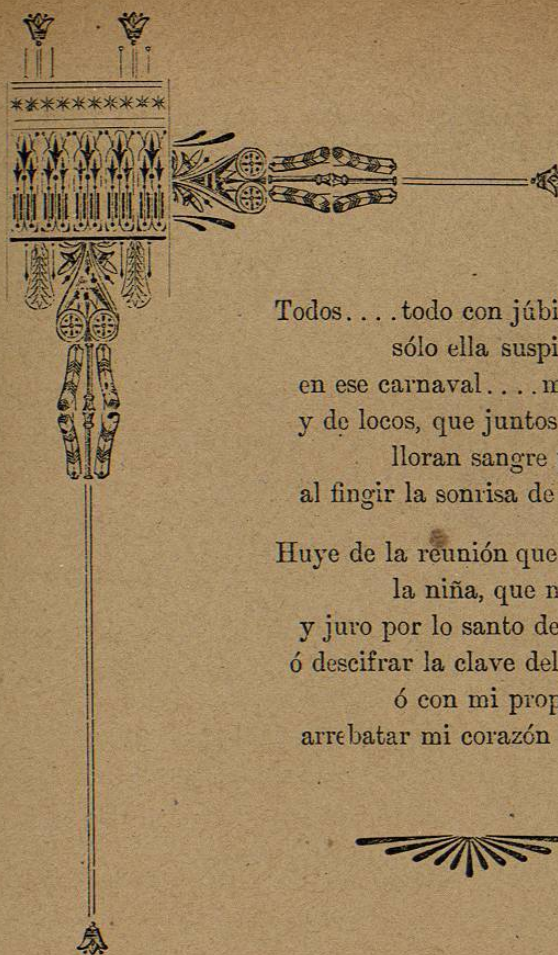 Todos....todo con júbi
sólo ella suspi
en ese carnaval....m
y de locos, que juntos
lloran sangre
al fingir la sonrisa de
Huye de la reunión que
la niña, que n
y juro por lo santo de
ó descifrar la clave del
ó con mi prop
arrebatar mi corazón